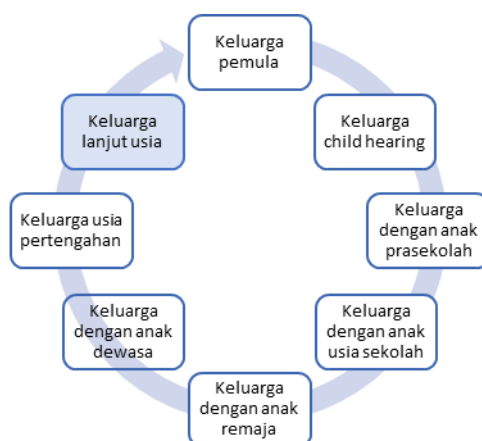 Keluarga
pemula
Keluarga
child hearing
Keluarga
dengan anak
prasekolah
Keluarga
dengan anak
usia sekolah
Keluarga
dengan anak
remaja
Keluarga
dengan anak
dewasa
Keluarga usia
pertengahan
Keluarga
lanjut usia